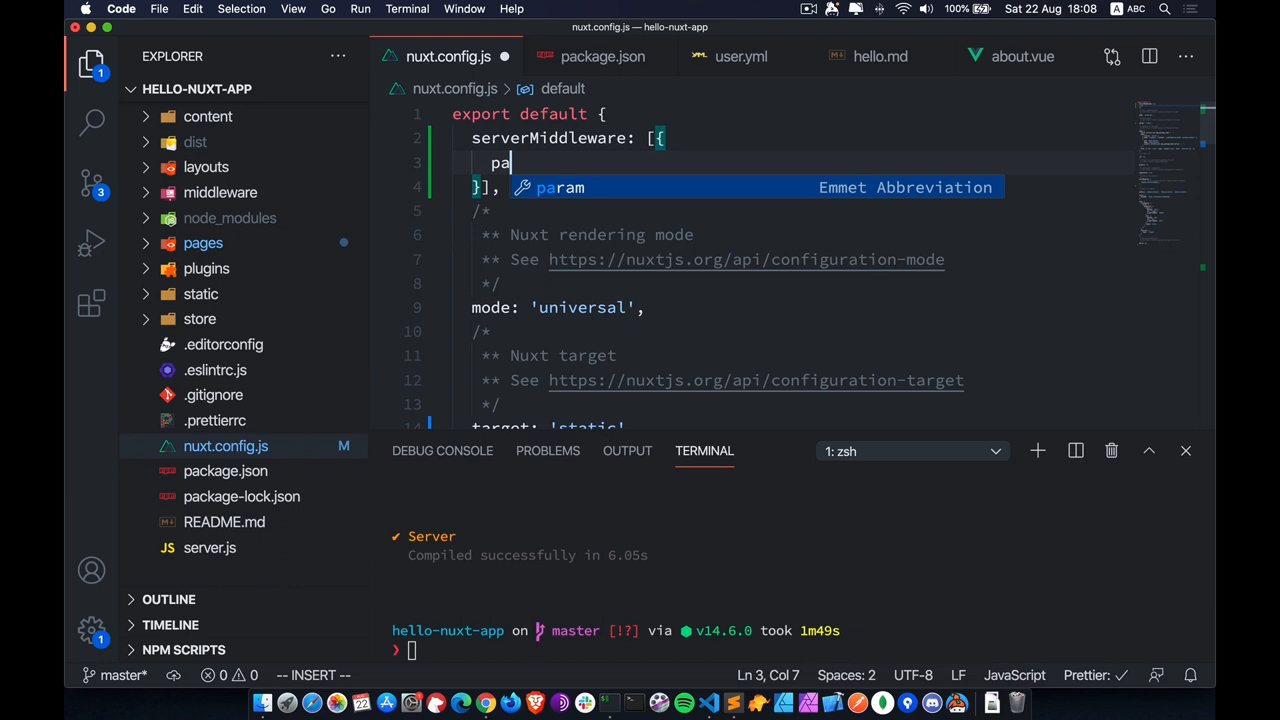 Code File Edit Selection View Go Run Terminal Window Help 100% Sat 22 Aug 18:08 A ABC
nuxt.config.js — hello-nuxt-app
EXPLORER
nuxt.config.js
package.json
user.yml
hello.md
about.vue
nuxt.config.js > default
HELLO-NUXT-APP
content
dist
layouts
middleware
node_modules
pages
plugins
static
store
.editorconfig
.eslintrc.js
.gitignore
.prettierrc
nuxt.config.js M
package.json
package-lock.json
README.md
JS server.js
OUTLINE
TIMELINE
NPM SCRIPTS
1
3
1
1 export default {
2 serverMiddleware: [{
3 pa
4 }],
param Emmet Abbreviation
5 /*
6 ** Nuxt rendering mode
7 ** See https://nuxtjs.org/api/configuration-mode
8 */
9 mode: 'universal',
10 /*
11 ** Nuxt target
12 ** See https://nuxtjs.org/api/configuration-target
13 */
14 target: 'static'
DEBUG CONSOLE PROBLEMS OUTPUT TERMINAL 1: zsh
✔ Server
Compiled successfully in 6.05s
hello-nuxt-app on master [!?] via v14.6.0 took 1m49s
❯
master* 0 0 -- INSERT -- Ln 3, Col 7 Spaces: 2 UTF-8 LF JavaScript Prettier: ✓